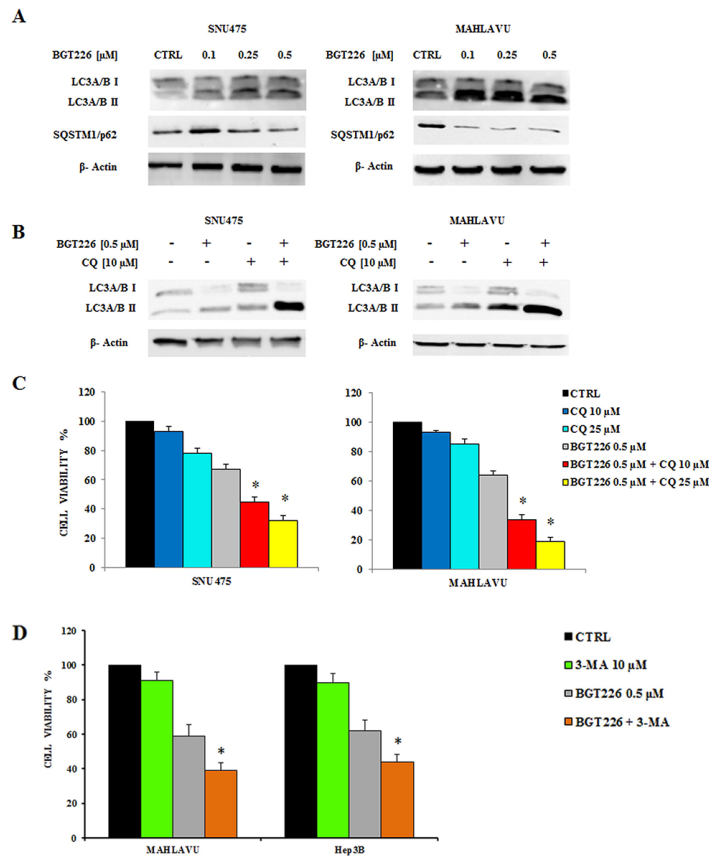 A
SNU475
MAHLAVU
BGT226 [µM] CTRL 0.1 0.25 0.5
BGT226 [µM] CTRL 0.1 0.25 0.5
LC3A/B I
LC3A/B II
LC3A/B I
LC3A/B II
SQSTM1/p62
SQSTM1/p62
β- Actin
β- Actin
B
SNU475
MAHLAVU
BGT226 [0.5 µM] - + - +
CQ [10 µM] - - + +
BGT226 [0.5 µM] - + - +
CQ [10 µM] - - + +
LC3A/B I
LC3A/B II
LC3A/B I
LC3A/B II
β- Actin
β- Actin
C
CELL VIABILITY %
120
100
80
60
40
20
0
* *
SNU475
120
100
80
60
40
20
0
* *
MAHLAVU
CTRL
CQ 10 µM
CQ 25 µM
BGT226 0.5 µM
BGT226 0.5 µM + CQ 10 µM
BGT226 0.5 µM + CQ 25 µM
D
CELL VIABILITY %
120
100
80
60
40
20
0
* *
MAHLAVU Hep3B
CTRL
3-MA 10 µM
BGT226 0.5 µM
BGT226 + 3-MA